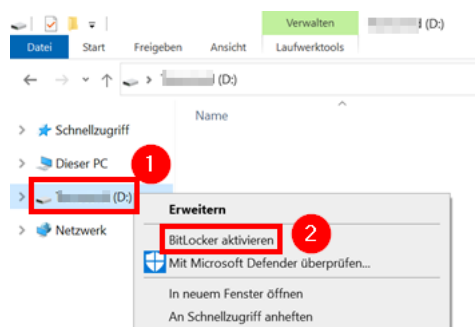 Verwalten
(D:)
Datei Start Freigeben Ansicht Laufwerktools
(D:)
Name
Schnellzugriff
Dieser PC
1
(D:)
Erweitern
Netzwerk
BitLocker aktivieren
2
Mit Microsoft Defender überprüfen...
In neuem Fenster öffnen
An Schnellzugriff anheften